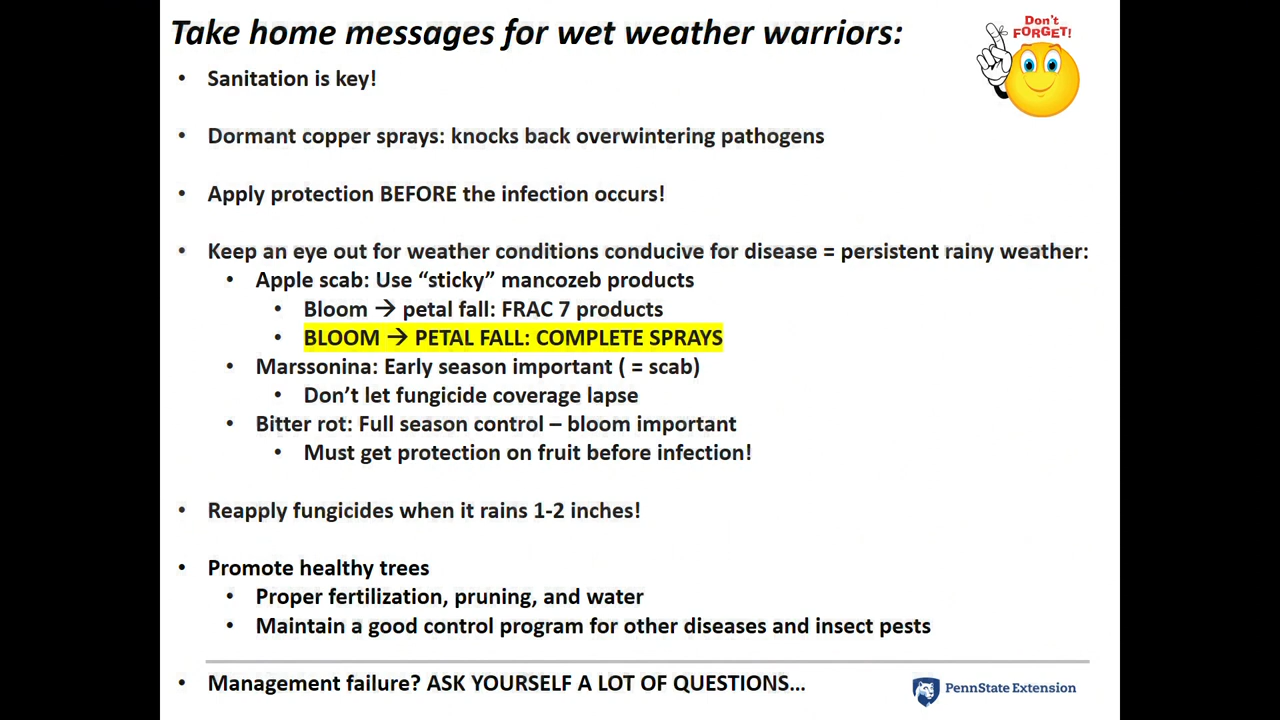 Take home messages for wet weather warriors:
Don't
FORGET!
• Sanitation is key!
• Dormant copper sprays: knocks back overwintering pathogens
• Apply protection BEFORE the infection occurs!
• Keep an eye out for weather conditions conducive for disease = persistent rainy weather:
• Apple scab: Use “sticky” mancozeb products
• Bloom → petal fall: FRAC 7 products
• BLOOM → PETAL FALL: COMPLETE SPRAYS
• Marssonina: Early season important ( = scab)
• Don’t let fungicide coverage lapse
• Bitter rot: Full season control – bloom important
• Must get protection on fruit before infection!
• Reapply fungicides when it rains 1-2 inches!
• Promote healthy trees
• Proper fertilization, pruning, and water
• Maintain a good control program for other diseases and insect pests
• Management failure? ASK YOURSELF A LOT OF QUESTIONS…
PennState Extension